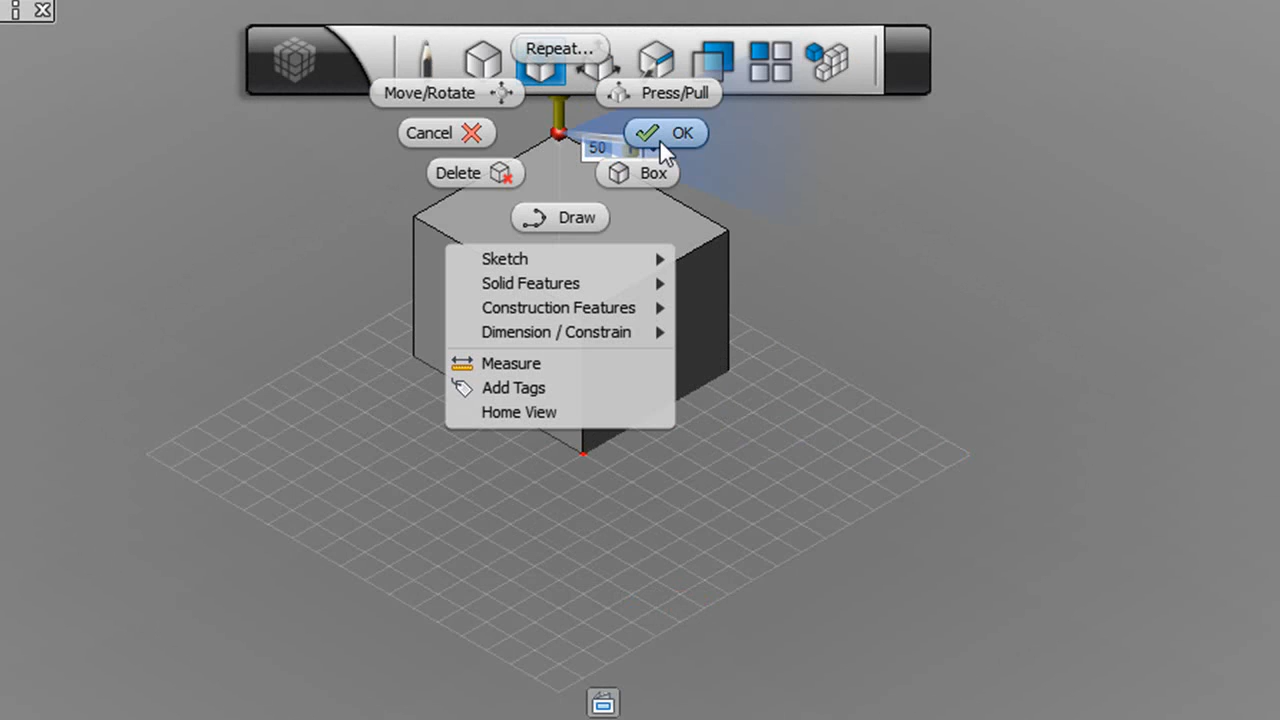 Repeat...
Move/Rotate
Press/Pull
Cancel
OK
50
Delete
Box
Draw
Sketch
Solid Features
Construction Features
Dimension / Constrain
Measure
Add Tags
Home View